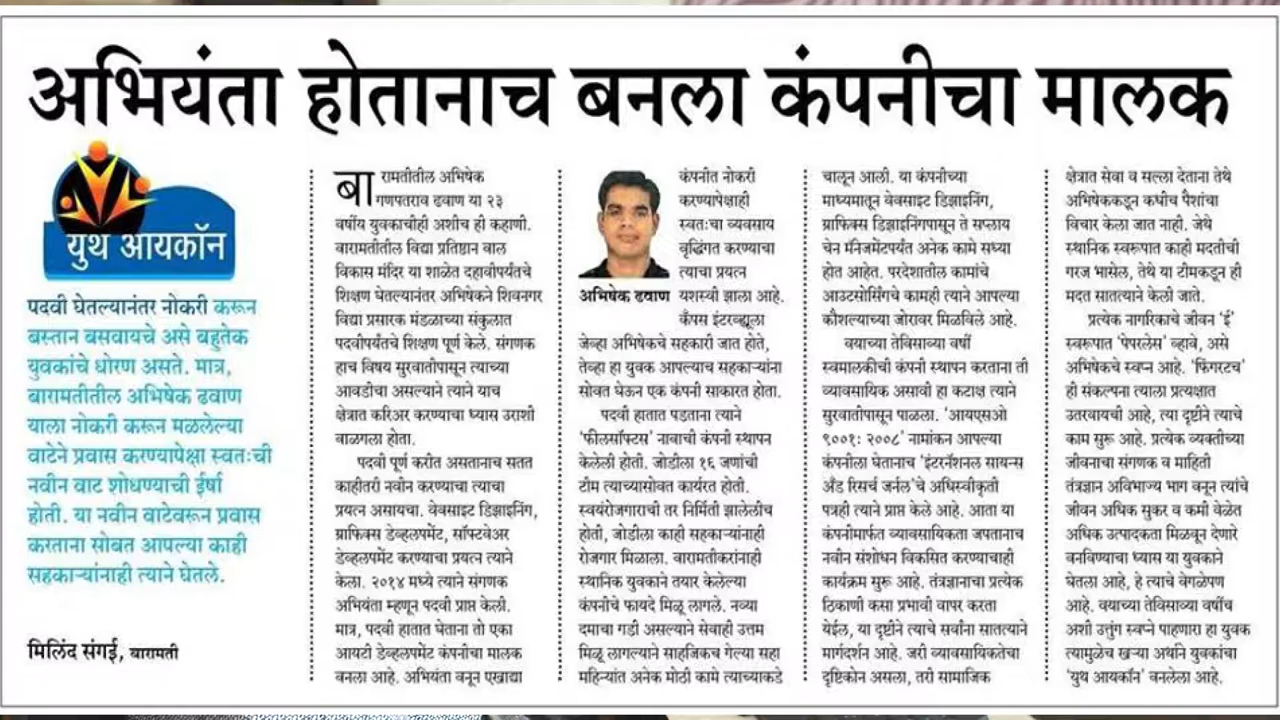 अभियंता होतानाच बनला कंपनीचा मालक
युथ आयकॉन
पदवी घेतल्यानंतर नोकरी करून
बस्तान बसवायचे असे बहुतेक
युवकांचे धोरण असते. मात्र,
बारामतीतील अभिषेक ढवाण
याला नोकरी करून मळलेल्या
वाटेने प्रवास करण्यापेक्षा स्वतःची
नवीन वाट शोधण्याची ईर्षा
होती. या नवीन वाटेवरून प्रवास
करताना सोबत आपल्या काही
सहकाऱ्यांनाही त्याने घेतले.
मिलिंद संगई, बारामती
बारामतीतील अभिषेक
गणपतराव ढवाण या २३
वर्षीय युवकाचीही अशीच ही कहाणी.
बारामतीतील विद्या प्रतिष्ठान बाल
विकास मंदिर या शाळेत दहावीपर्यंतचे
शिक्षण घेतल्यानंतर अभिषेकने शिवनगर
विद्या प्रसारक मंडळाच्या संकुलात
पदवीपर्यंतचे शिक्षण पूर्ण केले. संगणक
हाच विषय सुरवातीपासून त्याच्या
आवडीचा असल्याने त्याने याच
क्षेत्रात करिअर करण्याचा ध्यास उराशी
बाळगला होता.
पदवी पूर्ण करीत असतानाच सतत
काहीतरी नवीन करण्याचा त्याचा
प्रयत्न असायचा. वेबसाइट डिझाइनिंग,
ग्राफिक्स डेव्हलपमेंट, सॉफ्टवेअर
डेव्हलपमेंट करण्याचा प्रयत्न त्याने
केला. २०१४ मध्ये त्याने संगणक
अभियंता म्हणून पदवी प्राप्त केली.
मात्र, पदवी हातात घेताना तो एका
आयटी डेव्हलपमेंट कंपनीचा मालक
बनला आहे. अभियंता बनून एखाद्या
अभिषेक ढवाण
कंपनीत नोकरी
करण्यापेक्षाही
स्वतःचा व्यवसाय
वृद्धिंगत करण्याचा
त्याचा प्रयत्न
यशस्वी झाला आहे.
कँपस इंटरव्ह्यूला
जेव्हा अभिषेकचे सहकारी जात होते,
तेव्हा हा युवक आपल्याच सहकाऱ्यांना
सोबत घेऊन एक कंपनी साकारत होता.
पदवी हातात पडताना त्याने
'फीलसॉफ्टस' नावाची कंपनी स्थापन
केलेली होती. जोडीला १६ जणांची
टीम त्याच्यासोबत कार्यरत होती.
स्वयंरोजगाराची तर निर्मिती झालेलीच
होती, जोडीला काही सहकाऱ्यांनाही
रोजगार मिळाला. बारामतीकरांनाही
स्थानिक युवकाने तयार केलेल्या
कंपनीचे फायदे मिळू लागले. नव्या
दमाचा गडी असल्याने सेवाही उत्तम
मिळू लागल्याने साहजिकच गेल्या सहा
महिन्यांत अनेक मोठी कामे त्याच्याकडे
चालून आली. या कंपनीच्या
माध्यमातून वेबसाइट डिझाइनिंग,
ग्राफिक्स डिझाइनिंगपासून ते सप्लाय
चेन मॅनेजमेंटपर्यंत अनेक कामे सध्या
होत आहेत. परदेशातील कामांचे
आउटसोर्सिंगचे कामही त्याने आपल्या
कौशल्याच्या जोरावर मिळविले आहे.
वयाच्या तेविसाव्या वर्षी
स्वमालकीची कंपनी स्थापन करताना ती
व्यावसायिक असावी हा कटाक्ष त्याने
सुरवातीपासून पाळला. 'आयएसओ
९००१: २००८' नामांकन आपल्या
कंपनीला घेतानाच 'इंटरनॅशनल सायन्स
अँड रिसर्च जर्नल'चे अधिस्वीकृती
पत्रही त्याने प्राप्त केले आहे. आता या
कंपनीमार्फत व्यावसायिकता जपतानाच
नवीन संशोधन विकसित करण्याचाही
कार्यक्रम सुरू आहे. तंत्रज्ञानाचा प्रत्येक
ठिकाणी कसा प्रभावी वापर करता
येईल, या दृष्टीने त्याचे सर्वांना सातत्याने
मार्गदर्शन आहे. जरी व्यावसायिकतेचा
दृष्टिकोन असला, तरी सामाजिक
क्षेत्रात सेवा व सल्ला देताना तेथे
अभिषेककडून कधीच पैशांचा
विचार केला जात नाही. जेथे
स्थानिक स्वरूपात काही मदतीची
गरज भासेल, तेथे या टीमकडून ही
मदत सातत्याने केली जाते.
प्रत्येक नागरिकाचे जीवन 'ई'
स्वरूपात 'पेपरलेस' व्हावे, असे
अभिषेकचे स्वप्न आहे. 'फिंगरटच'
ही संकल्पना त्याला प्रत्यक्षात
उतरवायची आहे, त्या दृष्टीने त्याचे
काम सुरू आहे. प्रत्येक व्यक्तीच्या
जीवनाचा संगणक व माहिती
तंत्रज्ञान अविभाज्य भाग बनून त्यांचे
जीवन अधिक सुकर व कमी वेळेत
अधिक उत्पादकता मिळवून देणारे
बनविण्याचा ध्यास या युवकाने
घेतला आहे, हे त्याचे वेगळेपण
आहे. वयाच्या तेविसाव्या वर्षीच
अशी उत्तुंग स्वप्ने पाहणारा हा युवक
त्यामुळेच खऱ्या अर्थाने युवकांचा
'युथ आयकॉन' बनलेला आहे.